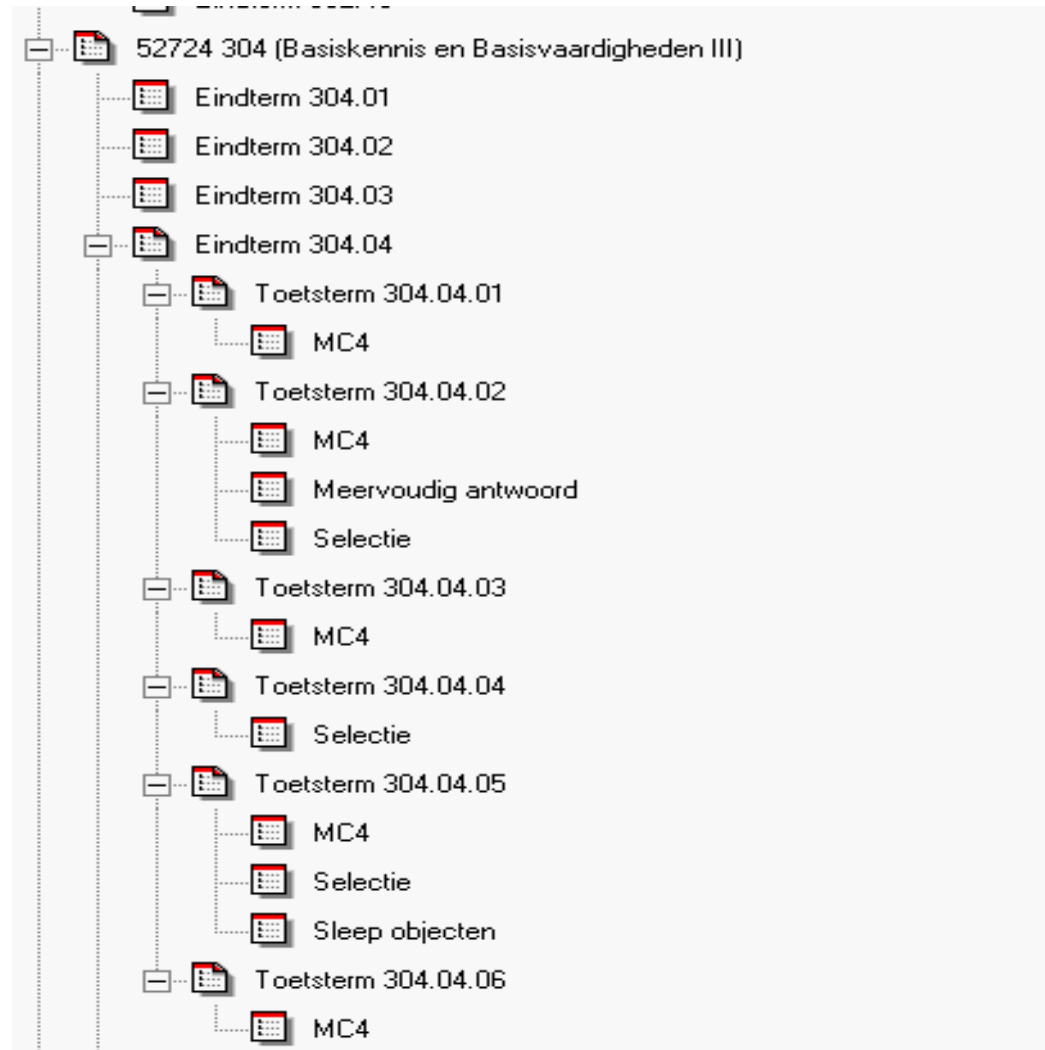 52724 304 (Basiskennis en Basisvaardigheden III)
Eindterm 304.01
Eindterm 304.02
Eindterm 304.03
Eindterm 304.04
Toetsterm 304.04.01
MC4
Toetsterm 304.04.02
MC4
Meervoudig antwoord
Selectie
Toetsterm 304.04.03
MC4
Toetsterm 304.04.04
Selectie
Toetsterm 304.04.05
MC4
Selectie
Sleep objecten
Toetsterm 304.04.06
MC4